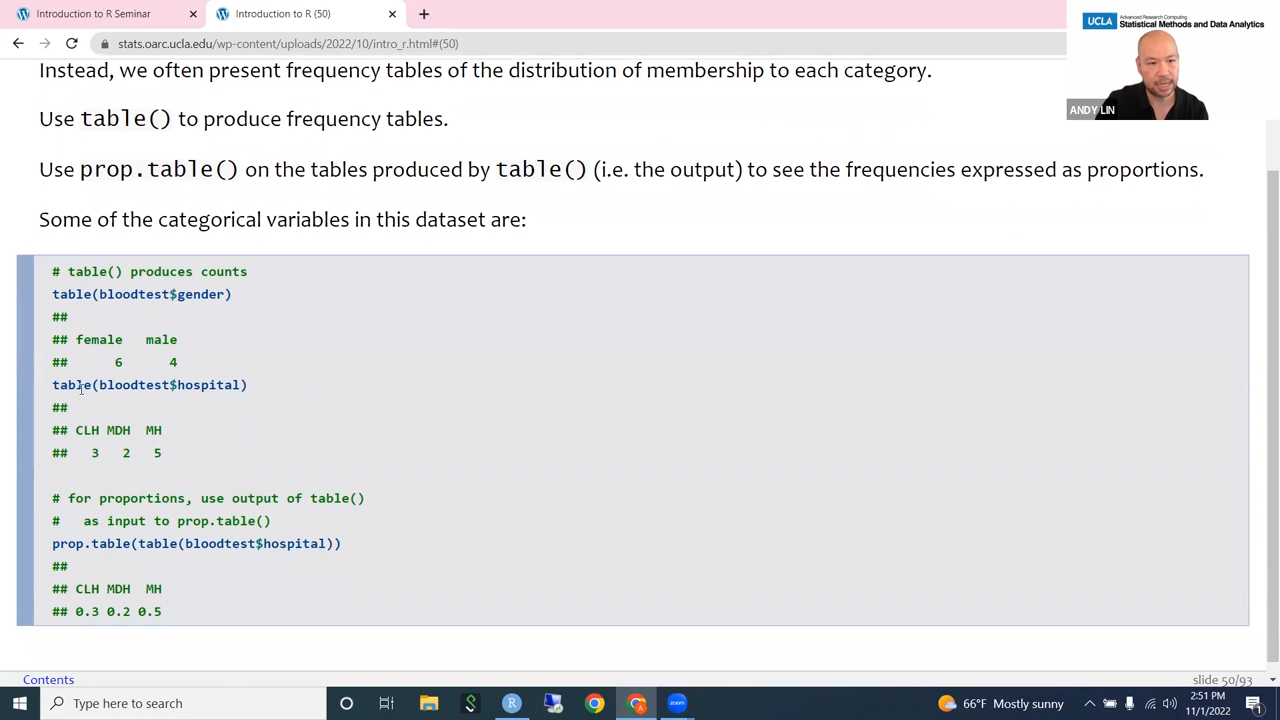 Introduction to R Seminar
Introduction to R (50)
stats.oarc.ucla.edu/wp-content/uploads/2022/10/intro_r.html#(50)
UCLA Advanced Research Computing
Statistical Methods and Data Analytics
ANDY LIN
Instead, we often present frequency tables of the distribution of membership to each category.
Use table() to produce frequency tables.
Use prop.table() on the tables produced by table() (i.e. the output) to see the frequencies expressed as proportions.
Some of the categorical variables in this dataset are:
# table() produces counts
table(bloodtest$gender)
##
## female   male
##      6      4
table(bloodtest$hospital)
##
## CLH MDH  MH
##   3   2   5
# for proportions, use output of table()
#   as input to prop.table()
prop.table(table(bloodtest$hospital))
##
## CLH MDH  MH
## 0.3 0.2 0.5
Contents
slide 50/93
Type here to search
R
zoom
66°F Mostly sunny
2:51 PM
11/1/2022
1